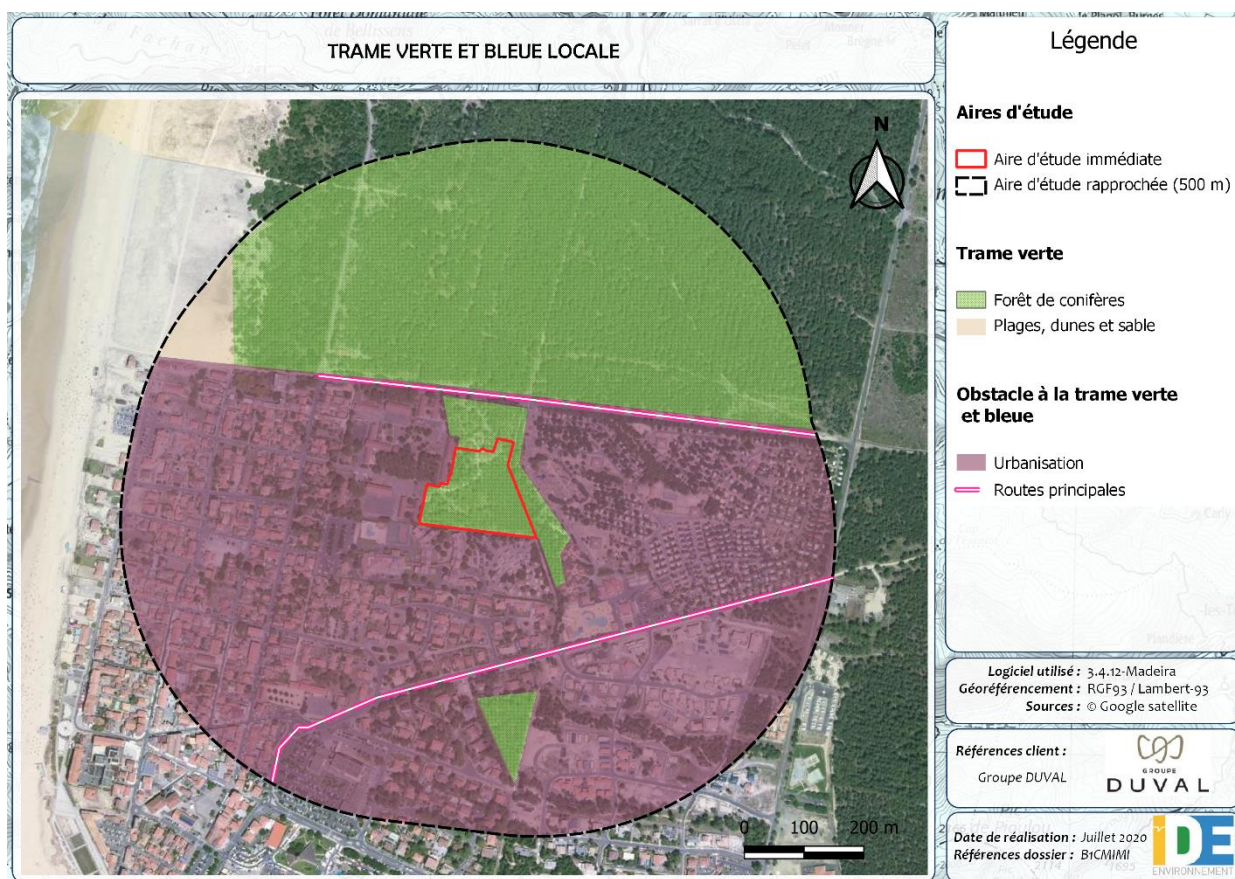 TRAME VERTE ET BLEUE LOCALE
N
0 100 200 m
Légende
Aires d'étude
Aire d'étude immédiate
Aire d'étude rapprochée (500 m)
Trame verte
Forêt de conifères
Plages, dunes et sable
Obstacle à la trame verte
et bleue
Urbanisation
Routes principales
Logiciel utilisé : 3.4.12-Madeira
Géoréférencement : RGF93 / Lambert-93
Sources : © Google satellite
Références client :
Groupe DUVAL
GROUPE
DUVAL
Date de réalisation : Juillet 2020
Références dossier : B1CMIMI
iDE
ENVIRONNEMENT